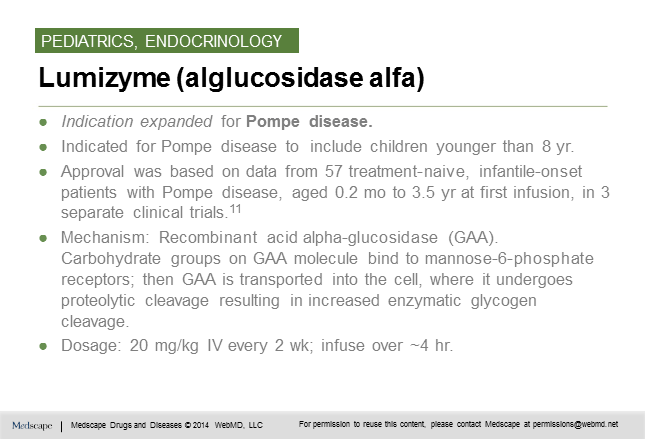 PEDIATRICS, ENDOCRINOLOGY
Lumizyme (alglucosidase alfa)
● Indication expanded for Pompe disease.
● Indicated for Pompe disease to include children younger than 8 yr.
● Approval was based on data from 57 treatment-naive, infantile-onset
patients with Pompe disease, aged 0.2 mo to 3.5 yr at first infusion, in 3
separate clinical trials.11
● Mechanism: Recombinant acid alpha-glucosidase (GAA).
Carbohydrate groups on GAA molecule bind to mannose-6-phosphate
receptors; then GAA is transported into the cell, where it undergoes
proteolytic cleavage resulting in increased enzymatic glycogen
cleavage.
● Dosage: 20 mg/kg IV every 2 wk; infuse over ~4 hr.
Medscape | Medscape Drugs and Diseases © 2014 WebMD, LLC For permission to reuse this content, please contact Medscape at permissions@webmd.net